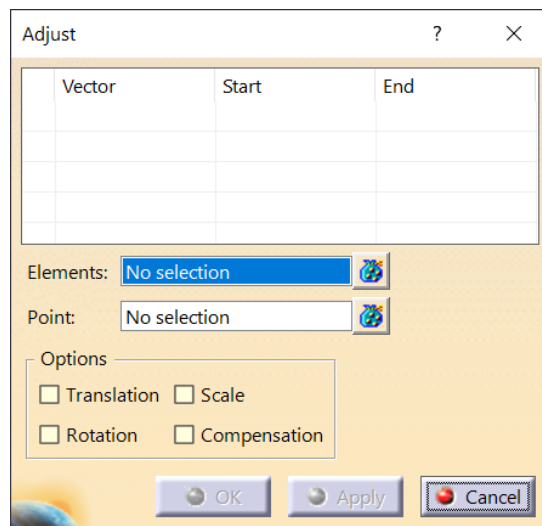 Adjust ?
Vector Start End
Elements: No selection
Point: No selection
Options
Translation Scale
Rotation Compensation
OK Apply Cancel